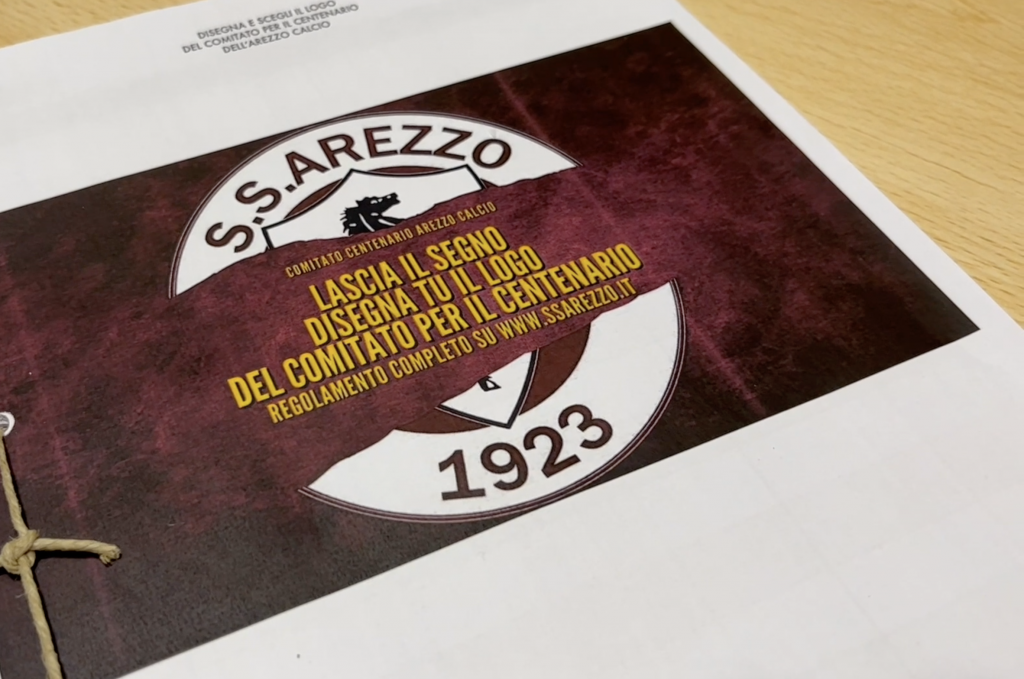 DISEGNA E SCEGLI IL LOGO
DEL COMITATO PER IL CENTENARIO
DELL'AREZZO CALCIO
S.S.AREZZO
COMITATO CENTENARIO AREZZO CALCIO
LASCIA IL SEGNO
DISEGNA TU IL LOGO
DEL COMITATO PER IL CENTENARIO
REGOLAMENTO COMPLETO SU WWW.SSAREZZO.IT
1923